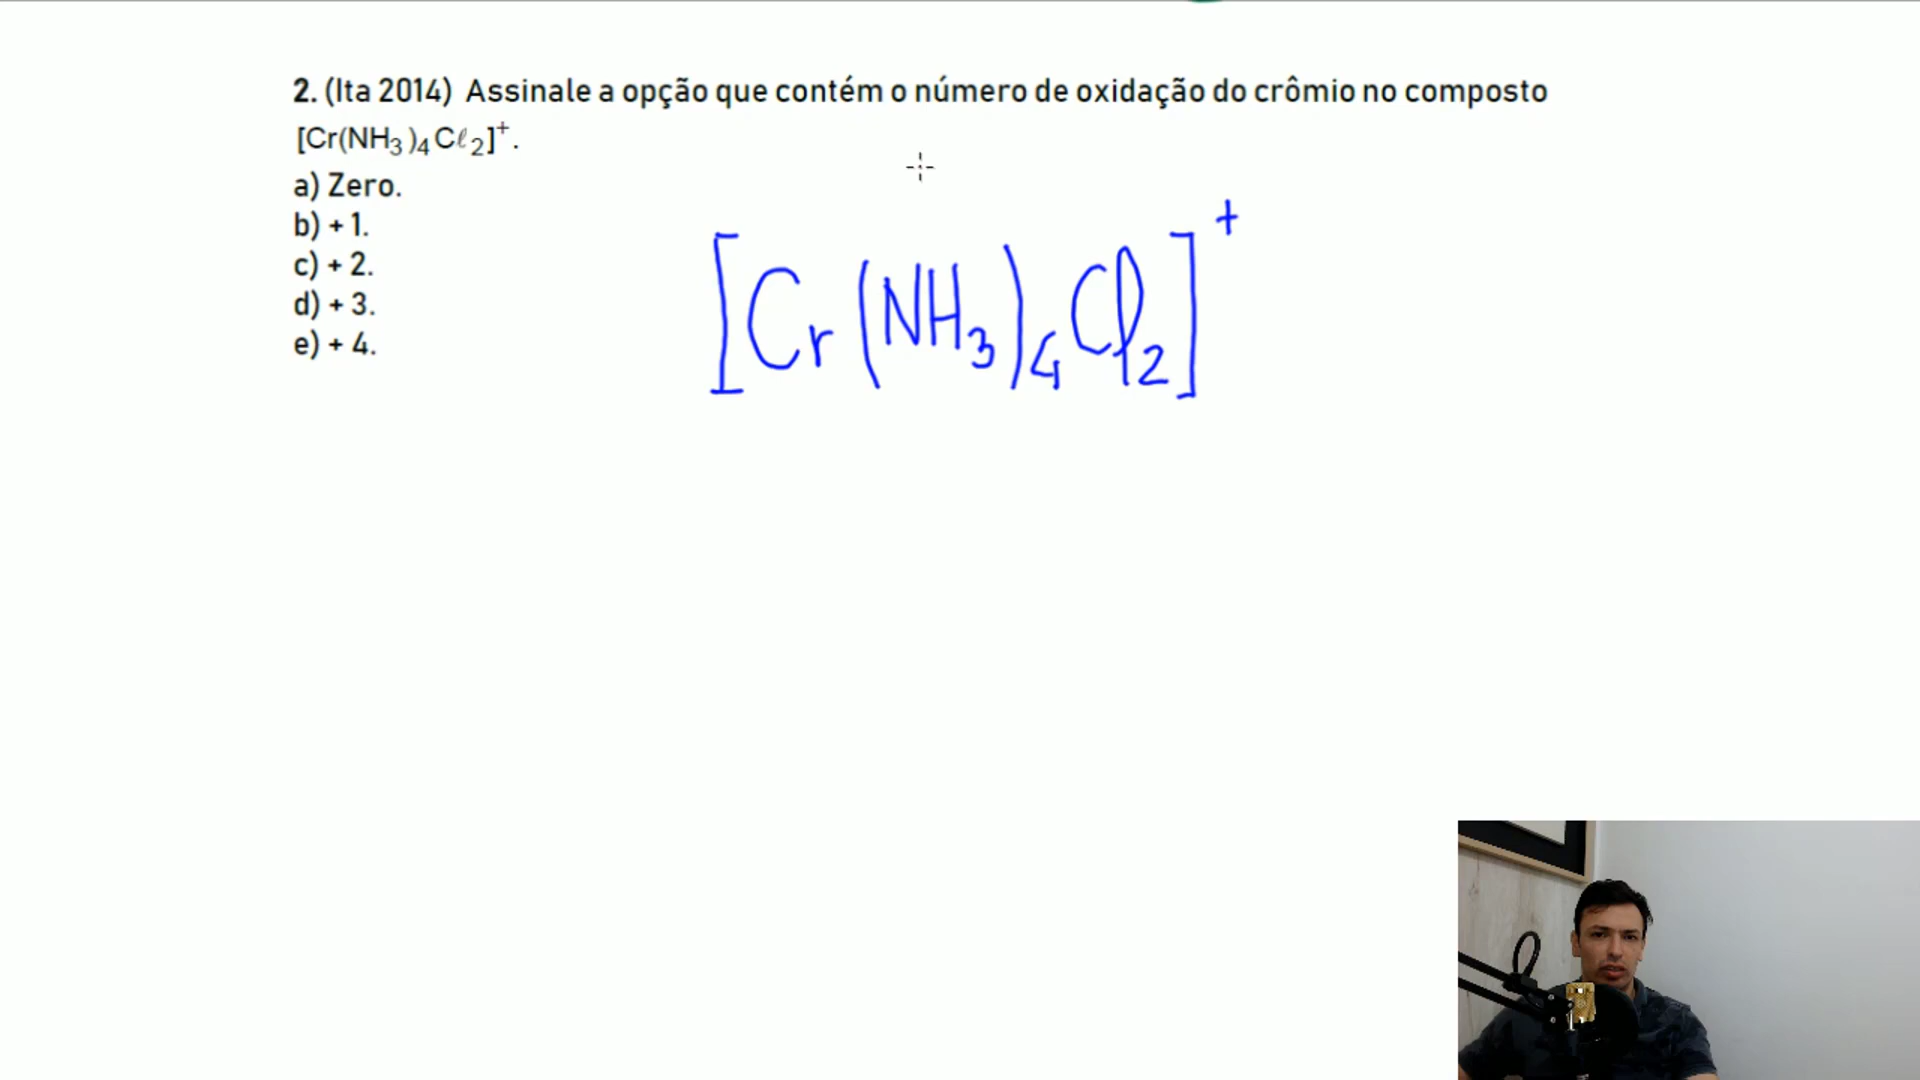 2. (Ita 2014) Assinale a opção que contém o número de oxidação do crômio no composto
[Cr(NH₃)₄Cℓ₂]⁺.
a) Zero.
b) + 1.
c) + 2.
d) + 3.
e) + 4.
[Cr(NH₃)₄Cl₂]⁺